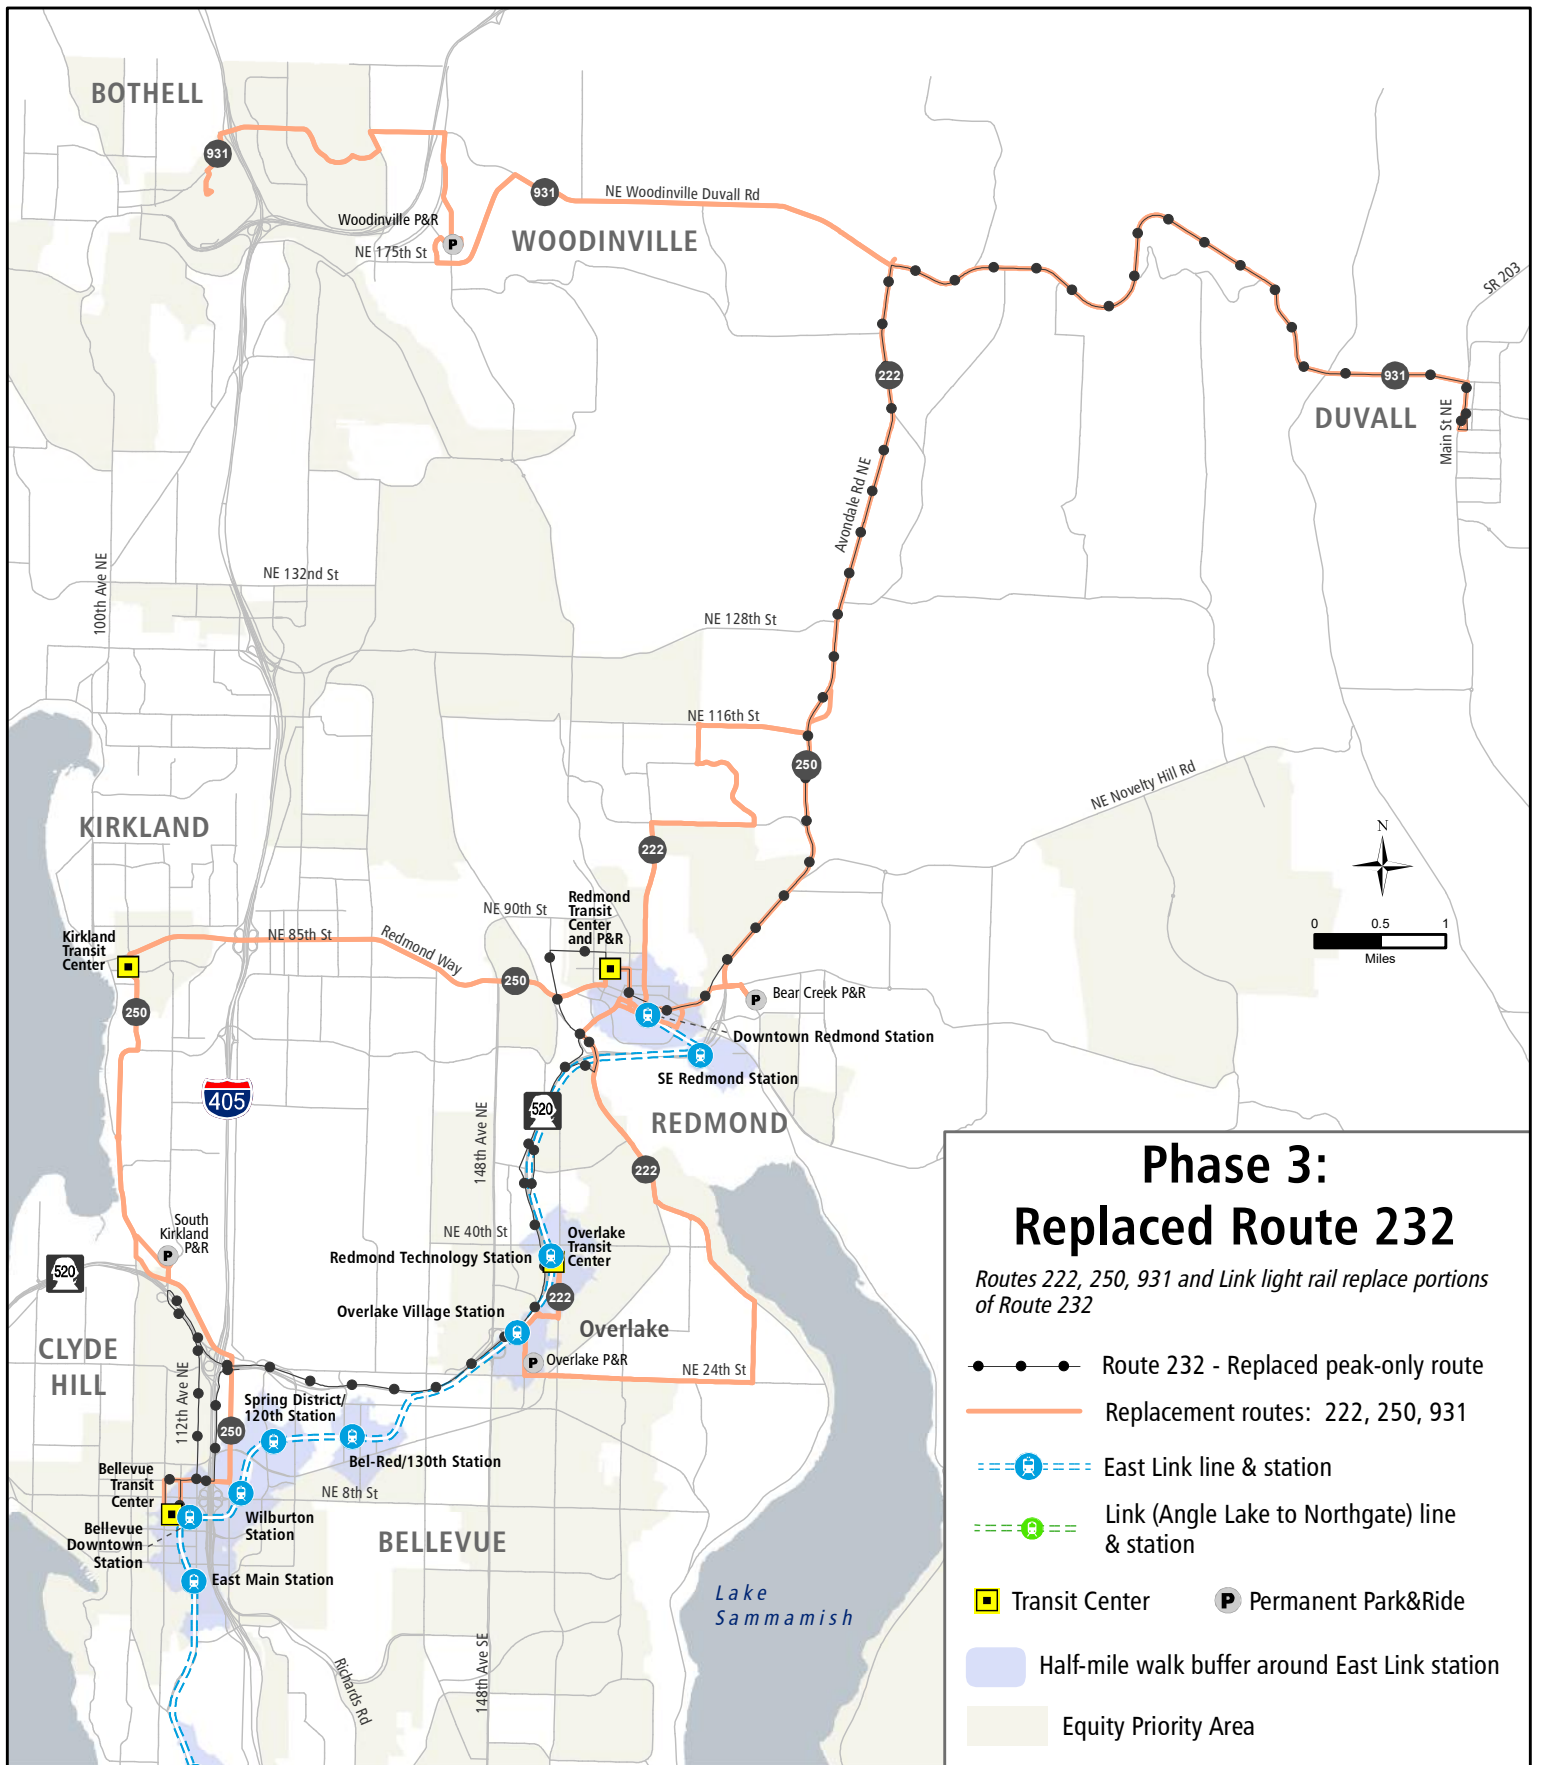 BOTHELL
931
Woodinville P&R
P
NE 175th St
931
NE Woodinville Duvall Rd
WOODINVILLE
SR 203
222
931
DUVALL
Main St NE
Avondale Rd NE
100th Ave NE
NE 132nd St
NE 128th St
NE 116th St
250
NE Novelty Hill Rd
KIRKLAND
222
N
0 0.5 1
Miles
Redmond
Transit
Center
and P&R
NE 90th St
Kirkland
Transit
Center
NE 85th St
Redmond Way
250
250
P
Bear Creek P&R
Downtown Redmond Station
SE Redmond Station
405
520
REDMOND
148th Ave NE
222
South
Kirkland
P&R
P
NE 40th St
Overlake
Transit
Center
Redmond Technology Station
520
222
Overlake Village Station
Overlake
CLYDE
HILL
P
Overlake P&R
NE 24th St
112th Ave NE
Spring District/
120th Station
250
Bel-Red/130th Station
Bellevue
Transit
Center
NE 8th St
Wilburton
Station
Bellevue
Downtown
Station
BELLEVUE
East Main Station
Lake
Sammamish
148th Ave SE
Richards Rd
Phase 3:
Replaced Route 232
Routes 222, 250, 931 and Link light rail replace portions
of Route 232
Route 232 - Replaced peak-only route
Replacement routes: 222, 250, 931
East Link line & station
Link (Angle Lake to Northgate) line
& station
Transit Center
P
Permanent Park&Ride
Half-mile walk buffer around East Link station
Equity Priority Area